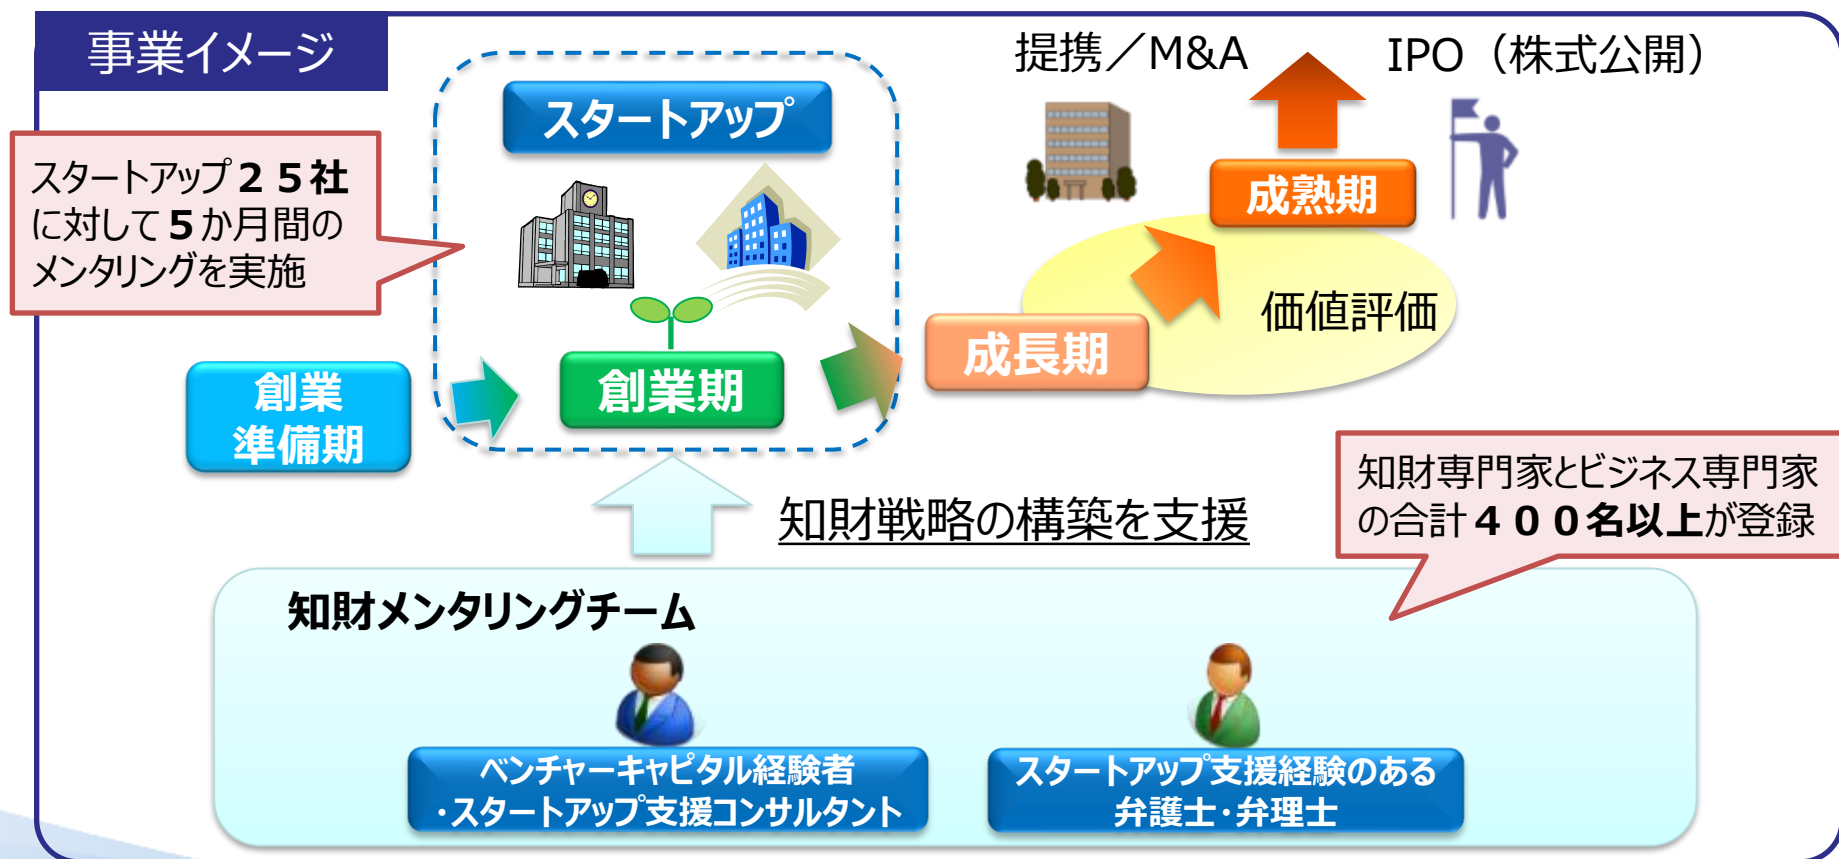 事業イメージ
スタートアップ
提携／M&A
IPO（株式公開）
スタートアップ２５社
に対して５か月間の
メンタリングを実施
成熟期
価値評価
成長期
創業期
創業
準備期
知財戦略の構築を支援
知財専門家とビジネス専門家
の合計４００名以上が登録
知財メンタリングチーム
ベンチャーキャピタル経験者
・スタートアップ支援コンサルタント
スタートアップ支援経験のある
弁護士・弁理士